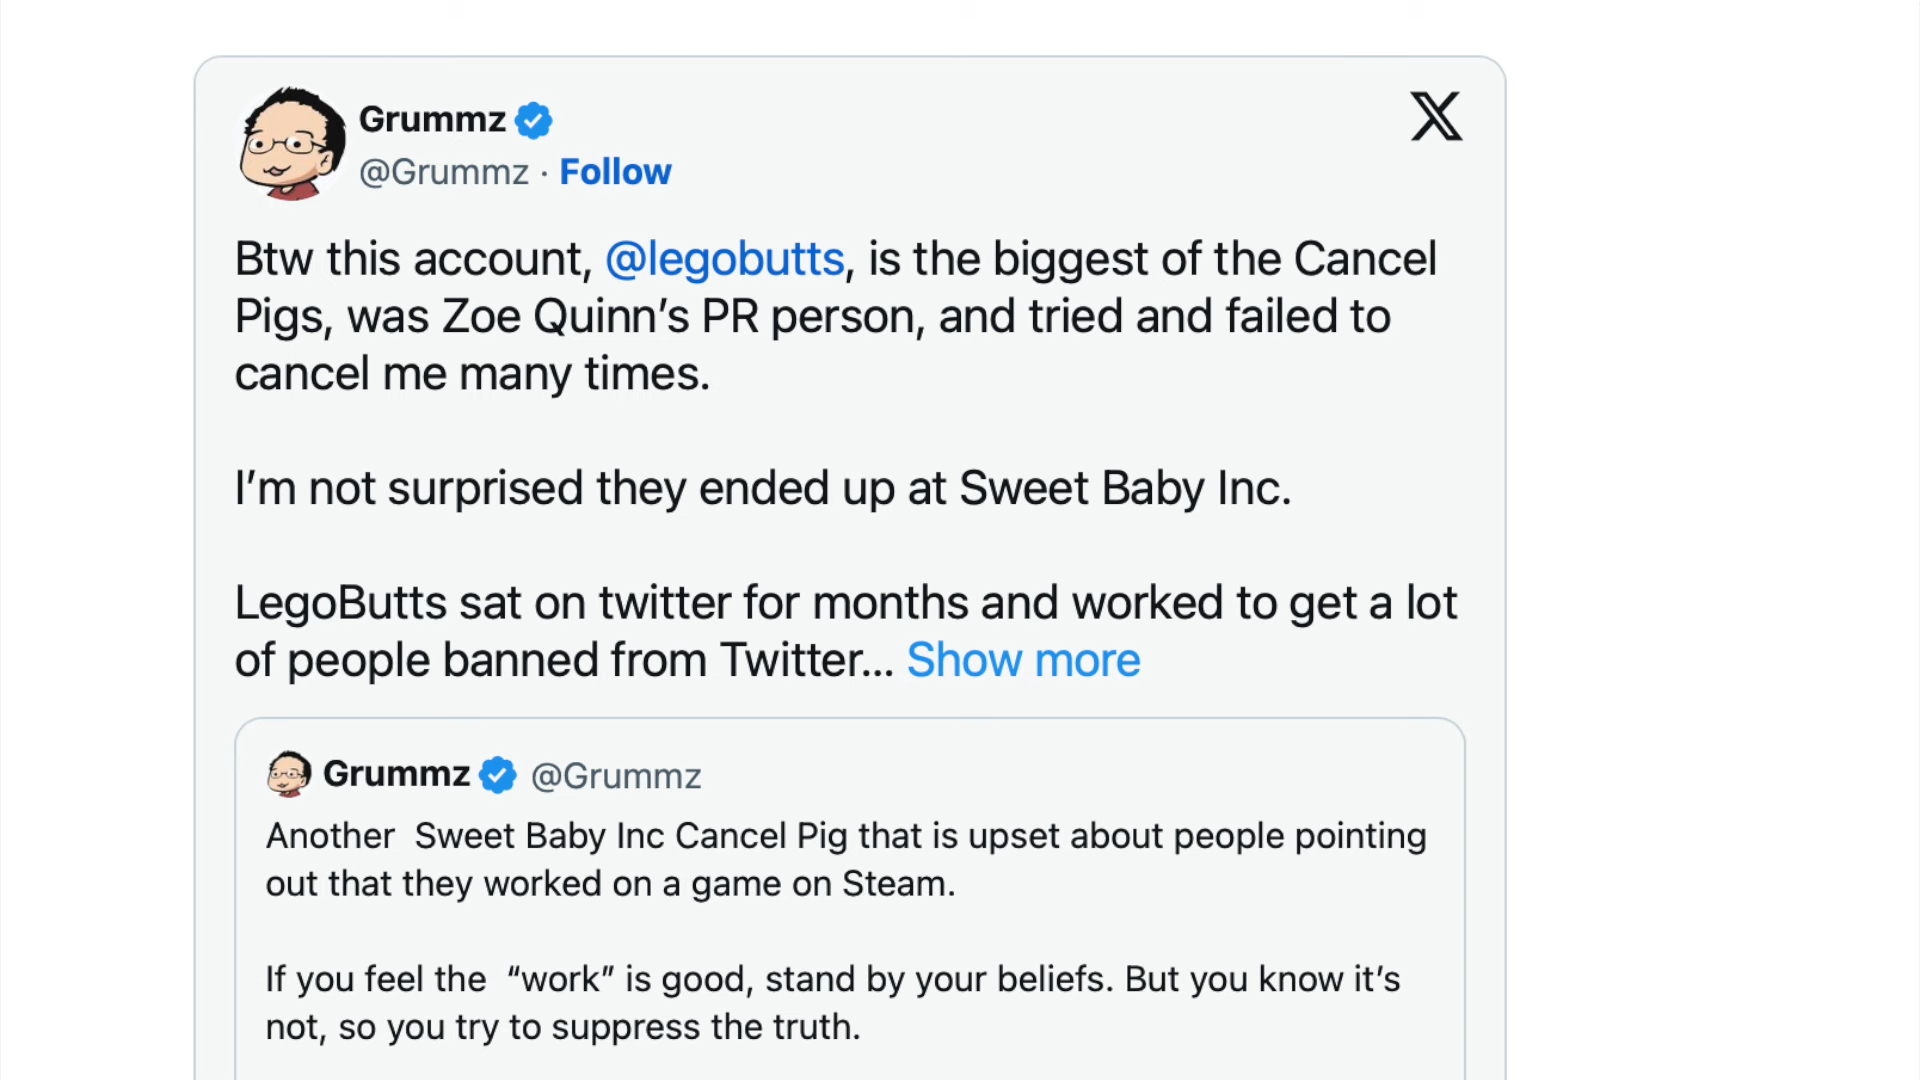 Grummz
@Grummz · Follow
Btw this account, @legobutts, is the biggest of the Cancel
Pigs, was Zoe Quinn’s PR person, and tried and failed to
cancel me many times.
I’m not surprised they ended up at Sweet Baby Inc.
LegoButts sat on twitter for months and worked to get a lot
of people banned from Twitter... Show more
Grummz @Grummz
Another  Sweet Baby Inc Cancel Pig that is upset about people pointing
out that they worked on a game on Steam.
If you feel the  “work” is good, stand by your beliefs. But you know it’s
not, so you try to suppress the truth.